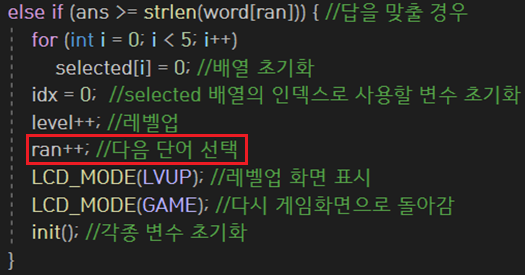 else if (ans >= strlen(word[ran])) { //답을 맞출 경우
for (int i = 0; i < 5; i++)
selected[i] = 0; //배열 초기화
idx = 0; //selected 배열의 인덱스로 사용할 변수 초기화
level++; //레벨업
ran++; //다음 단어 선택
LCD_MODE(LVUP); //레벨업 화면 표시
LCD_MODE(GAME); //다시 게임화면으로 돌아감
init(); //각종 변수 초기화
}